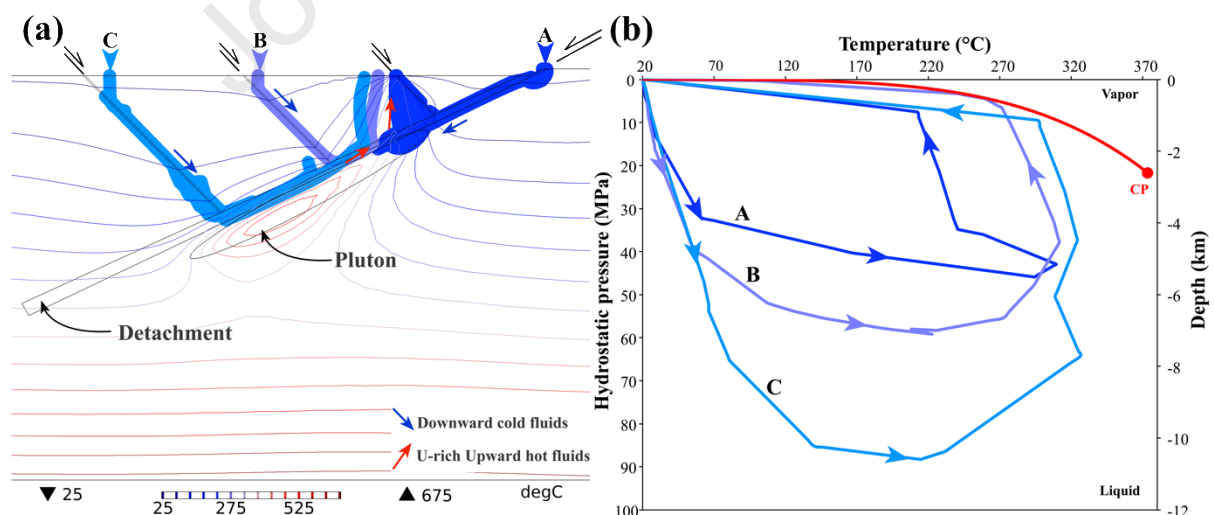 (a)
C
B
A
Pluton
Detachment
Downward cold fluids
U-rich Upward hot fluids
25
25 275 525
675
degC
(b)
Temperature (°C)
20 70 120 170 220 270 320 370
0
10
20
30
40
50
60
70
80
90
100
Hydrostatic pressure (MPa)
Vapor
CP
A
B
C
Liquid
0
-2
-4
-6
-8
-10
-12
Depth (km)